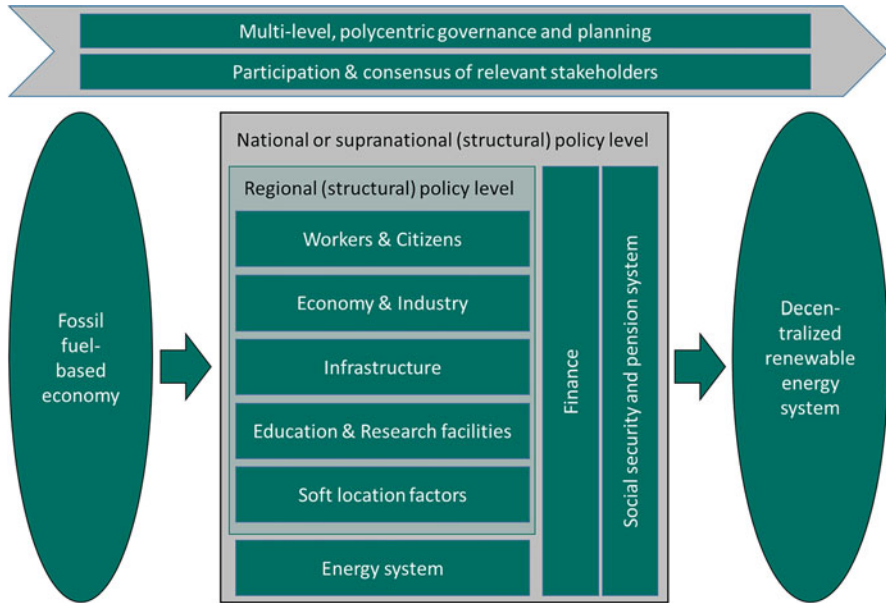 Multi-level, polycentric governance and planning
Participation & consensus of relevant stakeholders
Fossil
fuel-
based
economy
National or supranational (structural) policy level
Regional (structural) policy level
Workers & Citizens
Economy & Industry
Infrastructure
Education & Research facilities
Soft location factors
Energy system
Finance
Social security and pension system
Decen-
tralized
renewable
energy
system